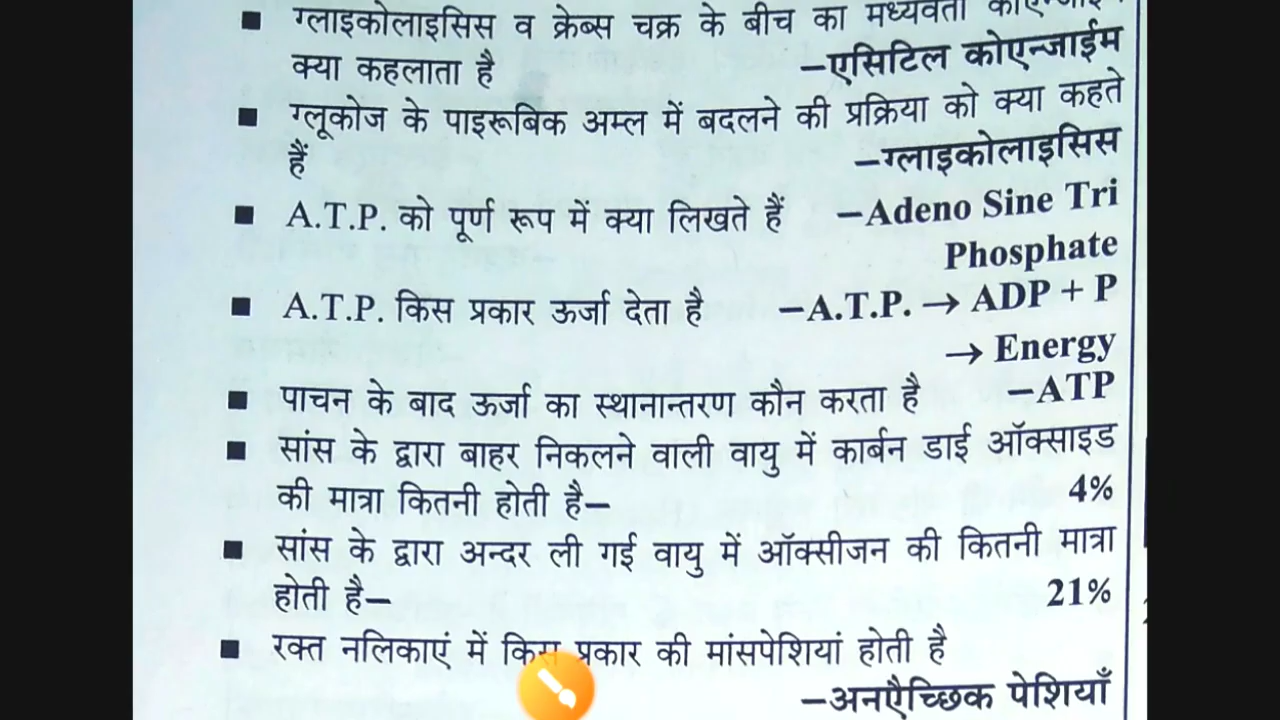 ■ ग्लाइकोलाइसिस व क्रेब्स चक्र के बीच का मध्यवर्ती
क्या कहलाता है –एसिटिल कोएन्जाईम
■ ग्लूकोज के पाइरूबिक अम्ल में बदलने की प्रक्रिया को क्या कहते
हैं –ग्लाइकोलाइसिस
■ A.T.P. को पूर्ण रूप में क्या लिखते हैं –Adeno Sine Tri
Phosphate
■ A.T.P. किस प्रकार ऊर्जा देता है –A.T.P. → ADP + P
→ Energy
■ पाचन के बाद ऊर्जा का स्थानान्तरण कौन करता है –ATP
■ सांस के द्वारा बाहर निकलने वाली वायु में कार्बन डाई ऑक्साइड
की मात्रा कितनी होती है– 4%
■ सांस के द्वारा अन्दर ली गई वायु में ऑक्सीजन की कितनी मात्रा
होती है– 21%
■ रक्त नलिकाएं में किस प्रकार की मांसपेशियां होती है
–अनऐच्छिक पेशियाँ